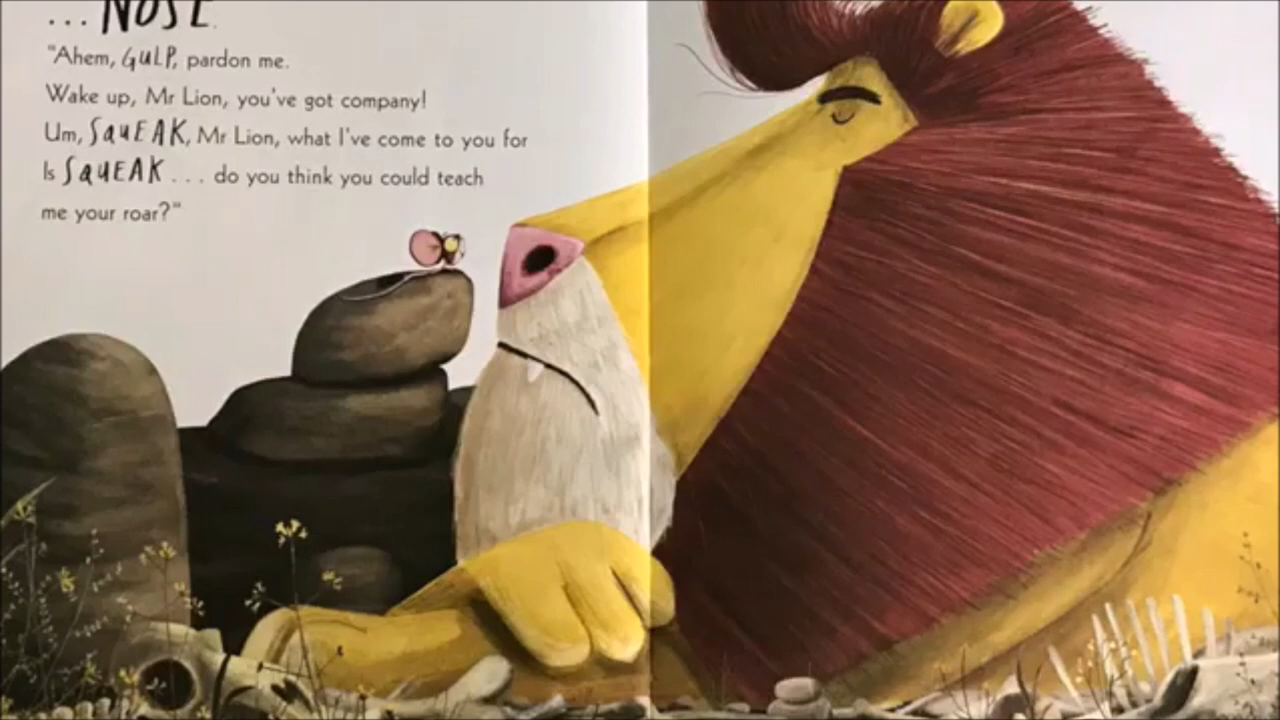 ... NOSE.
"Ahem, GULP, pardon me.
Wake up, Mr Lion, you've got company!
Um, SQUEAK, Mr Lion, what I've come to you for
Is SQUEAK ... do you think you could teach
me your roar?"